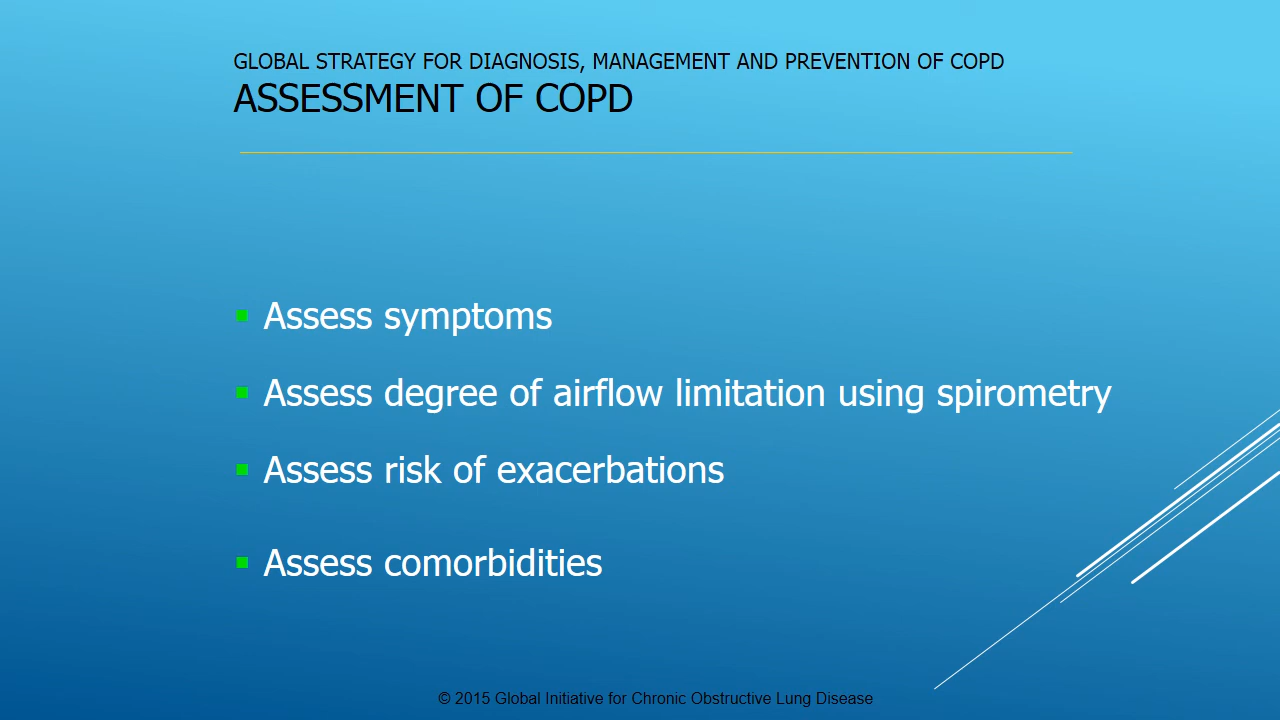 GLOBAL STRATEGY FOR DIAGNOSIS, MANAGEMENT AND PREVENTION OF COPD
ASSESSMENT OF COPD
Assess symptoms
Assess degree of airflow limitation using spirometry
Assess risk of exacerbations
Assess comorbidities
© 2015 Global Initiative for Chronic Obstructive Lung Disease